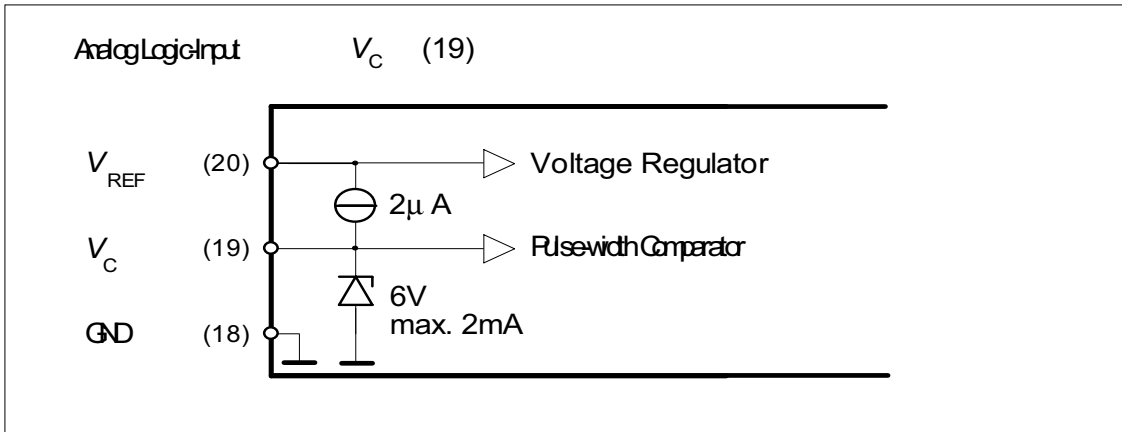 Analog Logic-Input V_C (19)
V_REF (20) Voltage Regulator
2μ A
V_C (19) Pulse-width Comparator
6V
max. 2mA
GND (18)